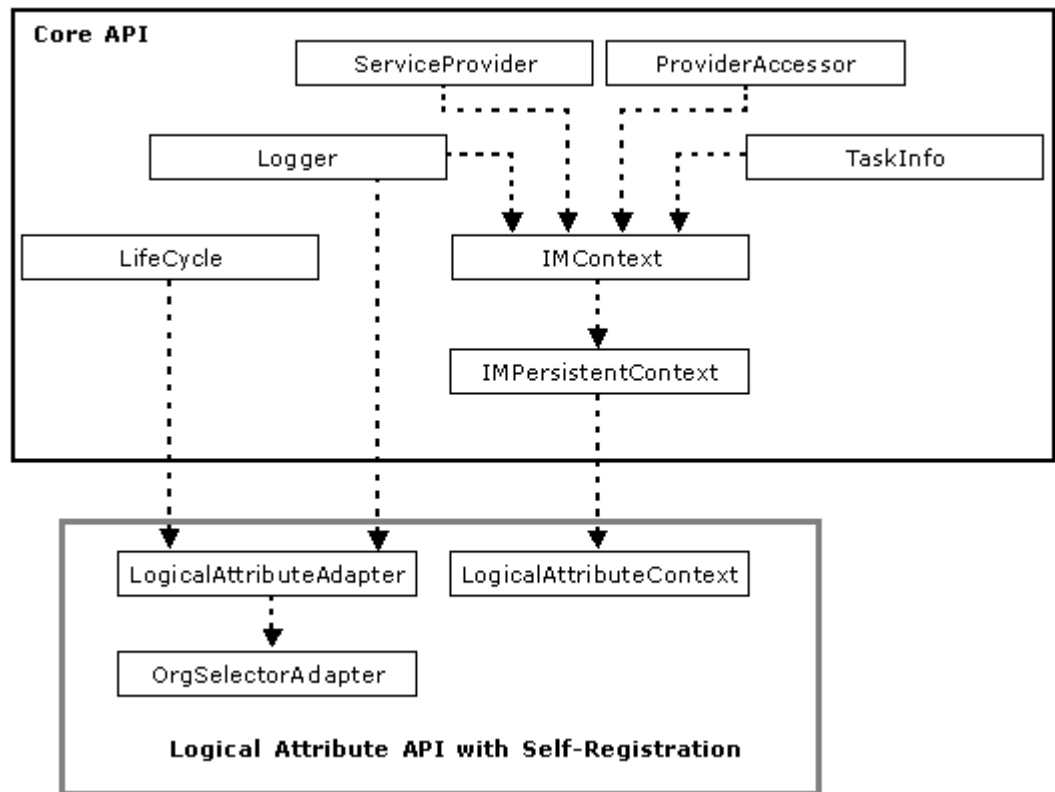 Core API
ServiceProvider
ProviderAccessor
Logger
TaskInfo
LifeCycle
IMContext
IMPersistentContext
LogicalAttributeAdapter
LogicalAttributeContext
OrgSelectorAdapter
Logical Attribute API with Self-Registration